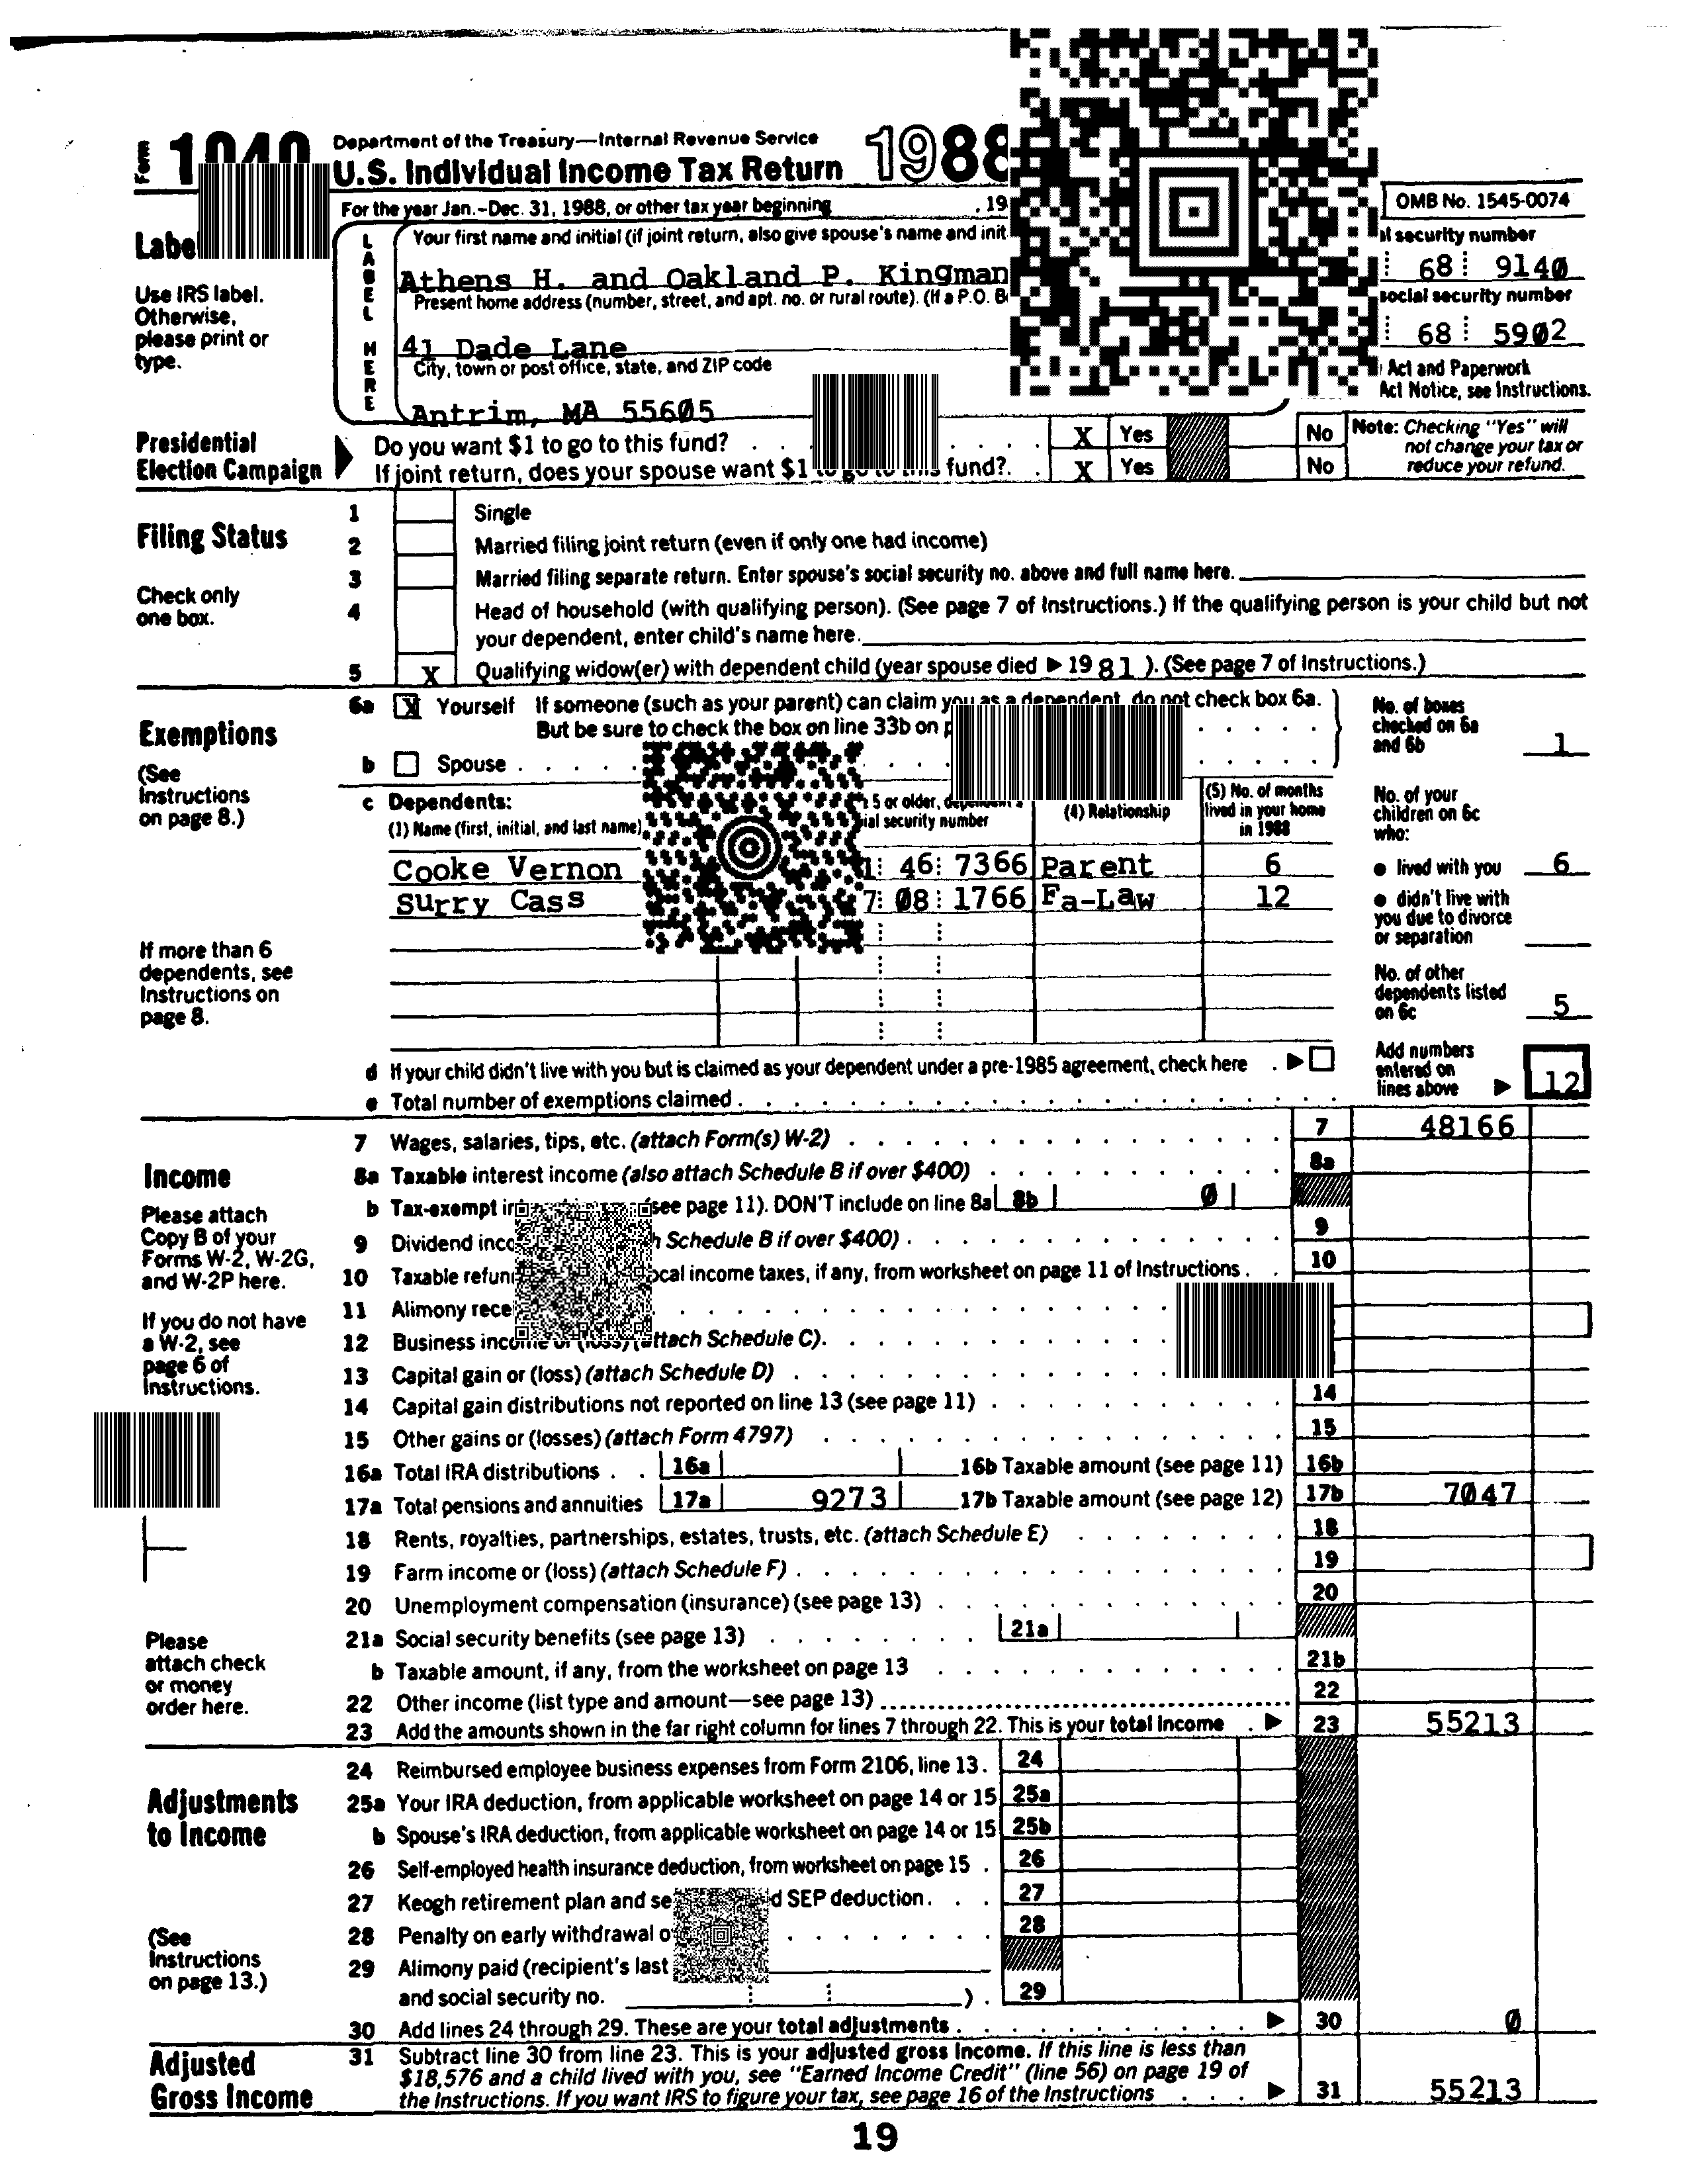 Form 1040 Department of the Treasury—Internal Revenue Service
U.S. Individual Income Tax Return 1988
For the year Jan.-Dec. 31, 1988, or other tax year beginning , 19 OMB No. 1545-0074
Label
Use IRS label.
Otherwise,
please print or
type.
LABEL HERE
Your first name and initial (if joint return, also give spouse's name and security number
Athens H. and Oakland P. Kingman 68 9140
Present home address (number, street, and apt. no. or rural route). (If a P.O. social security number
41 Dade Lane 68 5902
City, town or post office, state, and ZIP code Act and Paperwork
Act Notice, see Instructions.
Antrim, MA 55605
Presidential
Election Campaign
Do you want $1 to go to this fund? X Yes No
If joint return, does your spouse want $1 fund? X Yes No
Note: Checking "Yes" will
not change your tax or
reduce your refund.
Filing Status
Check only
one box.
1 Single
2 Married filing joint return (even if only one had income)
3 Married filing separate return. Enter spouse's social security no. above and full name here.
4 Head of household (with qualifying person). (See page 7 of Instructions.) If the qualifying person is your child but not
your dependent, enter child's name here.
5 X Qualifying widow(er) with dependent child (year spouse died ▶ 19 81 ). (See page 7 of Instructions.)
Exemptions
(See
Instructions
on page 8.)
6a X Yourself If someone (such as your parent) can claim you as a dependent, do not check box 6a.
But be sure to check the box on line 33b on
b Spouse
No. of boxes
checked on 6a
and 6b 1
c Dependents:
(1) Name (first, initial, and last name)
5 or older, dependent's
social security number
(4) Relationship
(5) No. of months
lived in your home
in 1988
No. of your
children on 6c
who:
Cooke Vernon 46 7366 Parent 6
Surry Cass 08 1766 Fa-Law 12
● lived with you 6
● didn't live with
you due to divorce
or separation
If more than 6
dependents, see
Instructions on
page 8.
No. of other
dependents listed
on 6c 5
d If your child didn't live with you but is claimed as your dependent under a pre-1985 agreement, check here ▶
e Total number of exemptions claimed
Add numbers
entered on
lines above ▶ 12
Income
Please attach
Copy B of your
Forms W-2, W-2G,
and W-2P here.
If you do not have
a W-2, see
page 6 of
Instructions.
Please
attach check
or money
order here.
7 Wages, salaries, tips, etc. (attach Form(s) W-2) 7 48166
8a Taxable interest income (also attach Schedule B if over $400) 8a
b Tax-exempt (see page 11). DON'T include on line 8a 8b 0
9 Dividend Schedule B if over $400) 9
10 Taxable local income taxes, if any, from worksheet on page 11 of Instructions 10
11 Alimony
12 Business income or (loss) (attach Schedule C)
13 Capital gain or (loss) (attach Schedule D)
14 Capital gain distributions not reported on line 13 (see page 11) 14
15 Other gains or (losses) (attach Form 4797) 15
16a Total IRA distributions 16a 16b Taxable amount (see page 11) 16b
17a Total pensions and annuities 17a 9273 17b Taxable amount (see page 12) 17b 7047
18 Rents, royalties, partnerships, estates, trusts, etc. (attach Schedule E) 18
19 Farm income or (loss) (attach Schedule F) 19
20 Unemployment compensation (insurance) (see page 13) 20
21a Social security benefits (see page 13) 21a
b Taxable amount, if any, from the worksheet on page 13 21b
22 Other income (list type and amount—see page 13) 22
23 Add the amounts shown in the far right column for lines 7 through 22. This is your total income ▶ 23 55213
Adjustments
to Income
(See
Instructions
on page 13.)
24 Reimbursed employee business expenses from Form 2106, line 13. 24
25a Your IRA deduction, from applicable worksheet on page 14 or 15 25a
b Spouse's IRA deduction, from applicable worksheet on page 14 or 15 25b
26 Self-employed health insurance deduction, from worksheet on page 15 26
27 Keogh retirement plan and SEP deduction 27
28 Penalty on early withdrawal 28
29 Alimony paid (recipient's last
and social security no. ) 29
30 Add lines 24 through 29. These are your total adjustments ▶ 30 0
Adjusted
Gross Income
31 Subtract line 30 from line 23. This is your adjusted gross income. If this line is less than
$18,576 and a child lived with you, see "Earned Income Credit" (line 56) on page 19 of
the Instructions. If you want IRS to figure your tax, see page 16 of the Instructions ▶ 31 55213
19